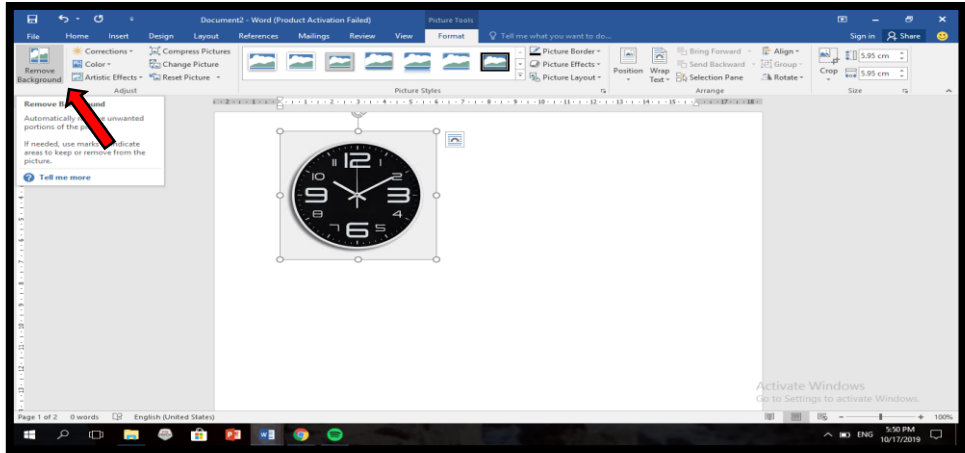 Document2 - Word (Product Activation Failed)
Picture Tools
File Home Insert Design Layout References Mailings Review View Format Tell me what you want to do...
Sign in Share
Remove Background
Corrections
Color
Artistic Effects
Compress Pictures
Change Picture
Reset Picture
Adjust
Picture Styles
Picture Border
Picture Effects
Picture Layout
Position
Wrap Text
Bring Forward
Send Backward
Selection Pane
Align
Group
Rotate
Arrange
Crop
5.95 cm
5.95 cm
Size
Remove B
Automatically unwanted
portions of the
If needed, use marks indicate
areas to keep or remove from the
picture.
Tell me more
11 12 1
10 2
9 3
8 4
7 6 5
Activate Windows
Go to Settings to activate Windows.
Page 1 of 2 0 words English (United States)
100%
ENG
5:50 PM
10/17/2019